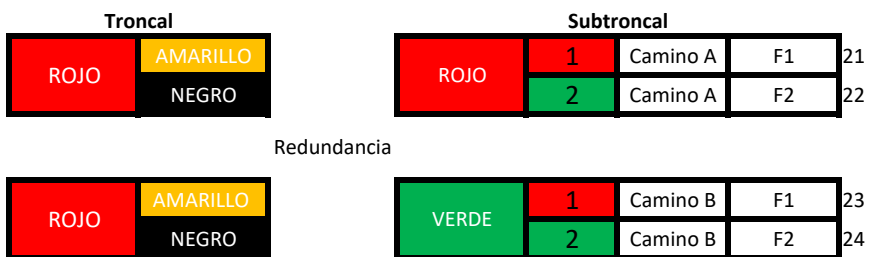 Troncal Subtroncal
ROJO AMARILLO ROJO 1 Camino A F1 21
NEGRO 2 Camino A F2 22
Redundancia
ROJO AMARILLO VERDE 1 Camino B F1 23
NEGRO 2 Camino B F2 24